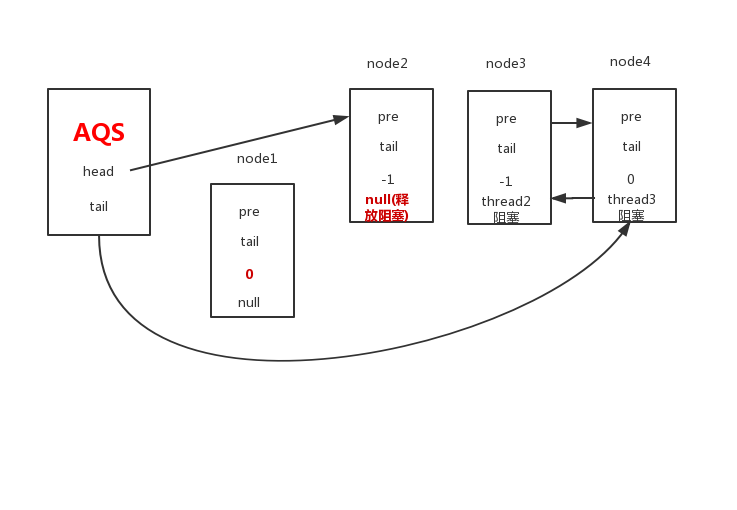 AQS
head
tail
node1
pre
tail
0
null
node2
pre
tail
-1
null(释
放阻塞)
node3
pre
tail
-1
thread2
阻塞
node4
pre
tail
0
thread3
阻塞